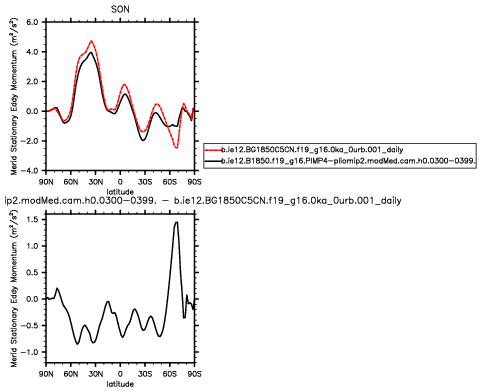 SON
Merid Stationary Eddy Momentum (m²/s²)
6.0
4.0
2.0
0.0
−2.0
−4.0
90N 60N 30N 0 30S 60S 90S
latitude
b.ie12.BG1850C5CN.f19_g16.0ka_0urb.001_daily
b.ie12.B1850.f19_g16.PlMP4-pliomip2.modMed.cam.h0.0300-0399.
ip2.modMed.cam.h0.0300-0399. - b.ie12.BG1850C5CN.f19_g16.0ka_0urb.001_daily
Merid Stationary Eddy Momentum (m²/s²)
1.5
1.0
0.5
0.0
−0.5
−1.0
90N 60N 30N 0 30S 60S 90S
latitude